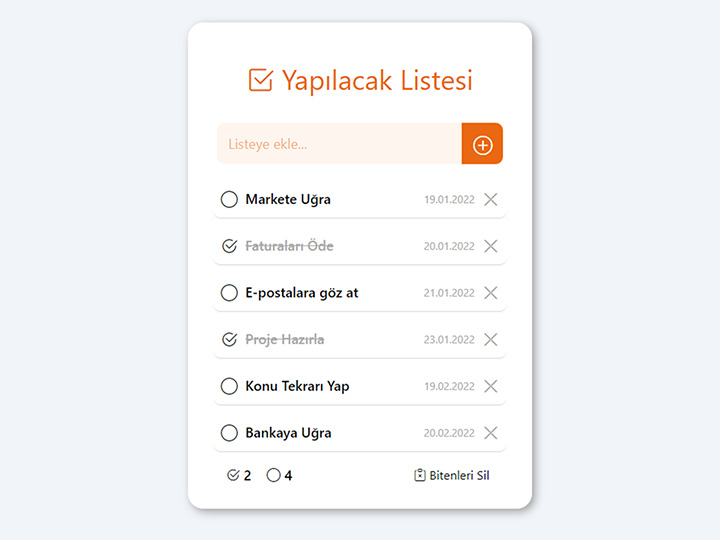 Yapılacak Listesi
Listeye ekle...
Markete Uğra 19.01.2022
Faturaları Öde 20.01.2022
E-postalara göz at 21.01.2022
Proje Hazırla 23.01.2022
Konu Tekrarı Yap 19.02.2022
Bankaya Uğra 20.02.2022
2 4 Bitenleri Sil